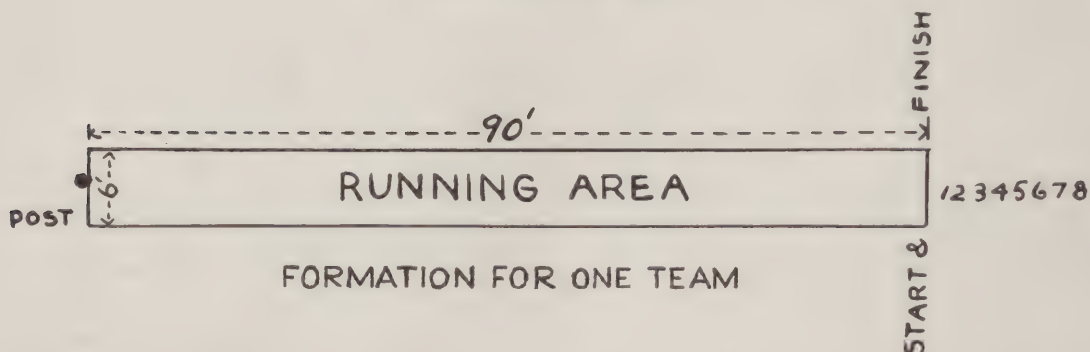 FINISH
90'
6'
RUNNING AREA
12345678
POST
START &
FORMATION FOR ONE TEAM